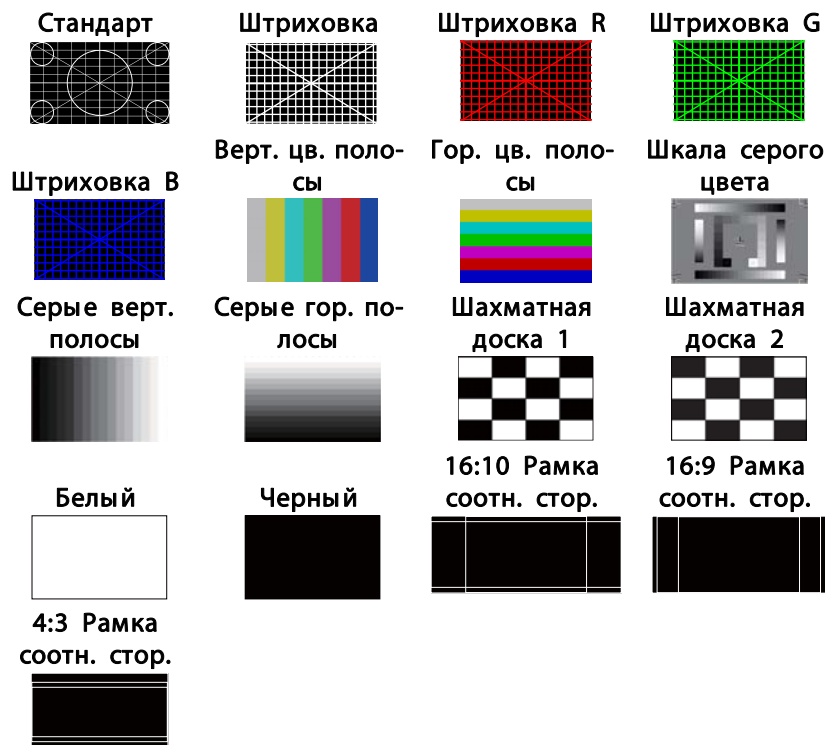 Стандарт
Штриховка
Штриховка R
Штриховка G
Штриховка B
Верт. цв. поло-
сы
Гор. цв. поло-
сы
Шкала серого
цвета
Серые верт.
полосы
Серые гор. по-
лосы
Шахматная
доска 1
Шахматная
доска 2
Белый
Черный
16:10 Рамка
соотн. стор.
16:9 Рамка
соотн. стор.
4:3 Рамка
соотн. стор.